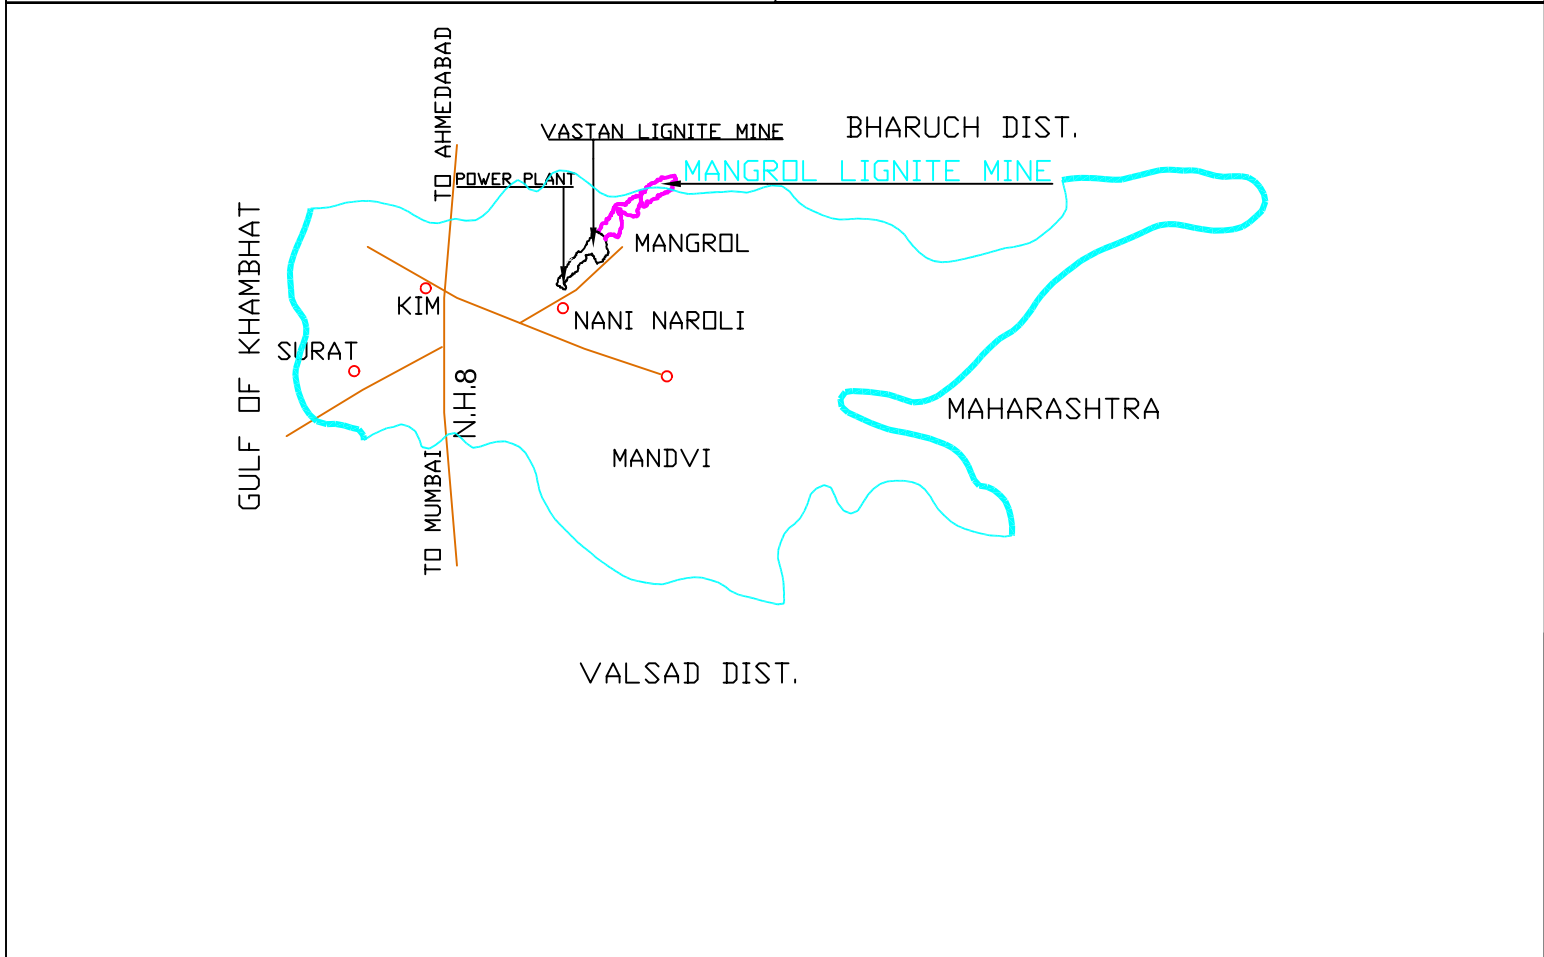 TO AHMEDABAD
VASTAN LIGNITE MINE
BHARUCH DIST.
MANGROL LIGNITE MINE
POWER PLANT
GULF OF KHAMBHAT
MANGROL
KIM
NANI NAROLI
SURAT
N.H.8
MAHARASHTRA
MANDVI
TO MUMBAI
VALSAD DIST.